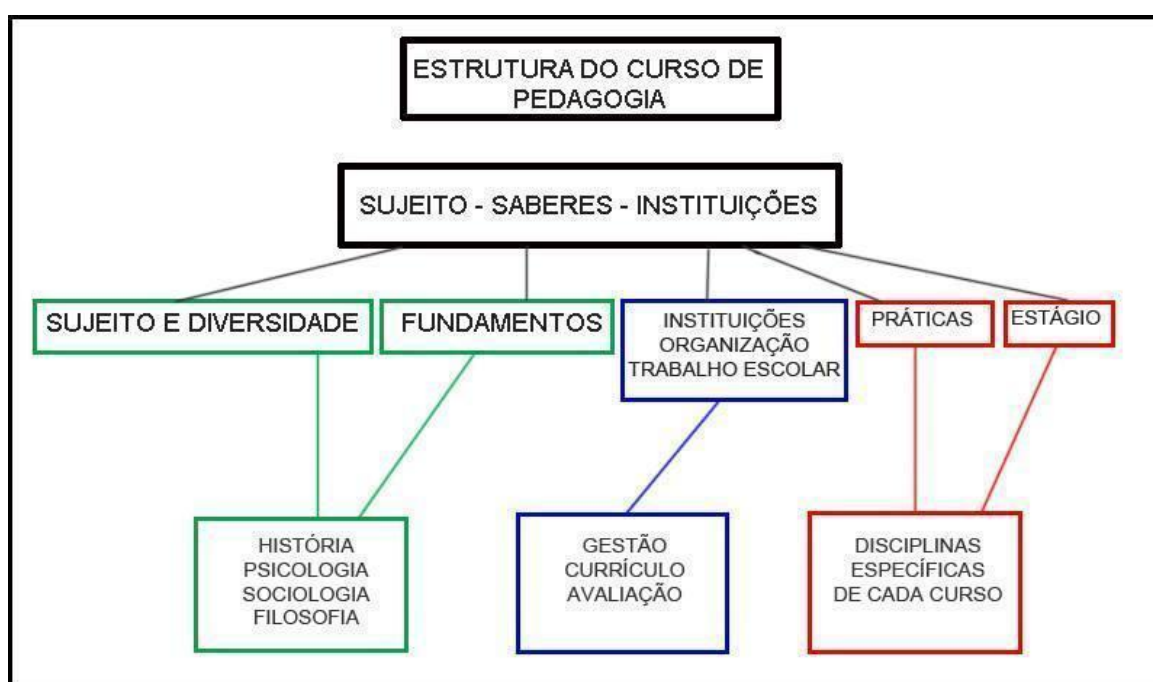 ESTRUTURA DO CURSO DE
PEDAGOGIA
SUJEITO - SABERES - INSTITUIÇÕES
SUJEITO E DIVERSIDADE
FUNDAMENTOS
INSTITUIÇÕES
ORGANIZAÇÃO
TRABALHO ESCOLAR
PRÁTICAS
ESTÁGIO
HISTÓRIA
PSICOLOGIA
SOCIOLOGIA
FILOSOFIA
GESTÃO
CURRÍCULO
AVALIAÇÃO
DISCIPLINAS
ESPECÍFICAS
DE CADA CURSO